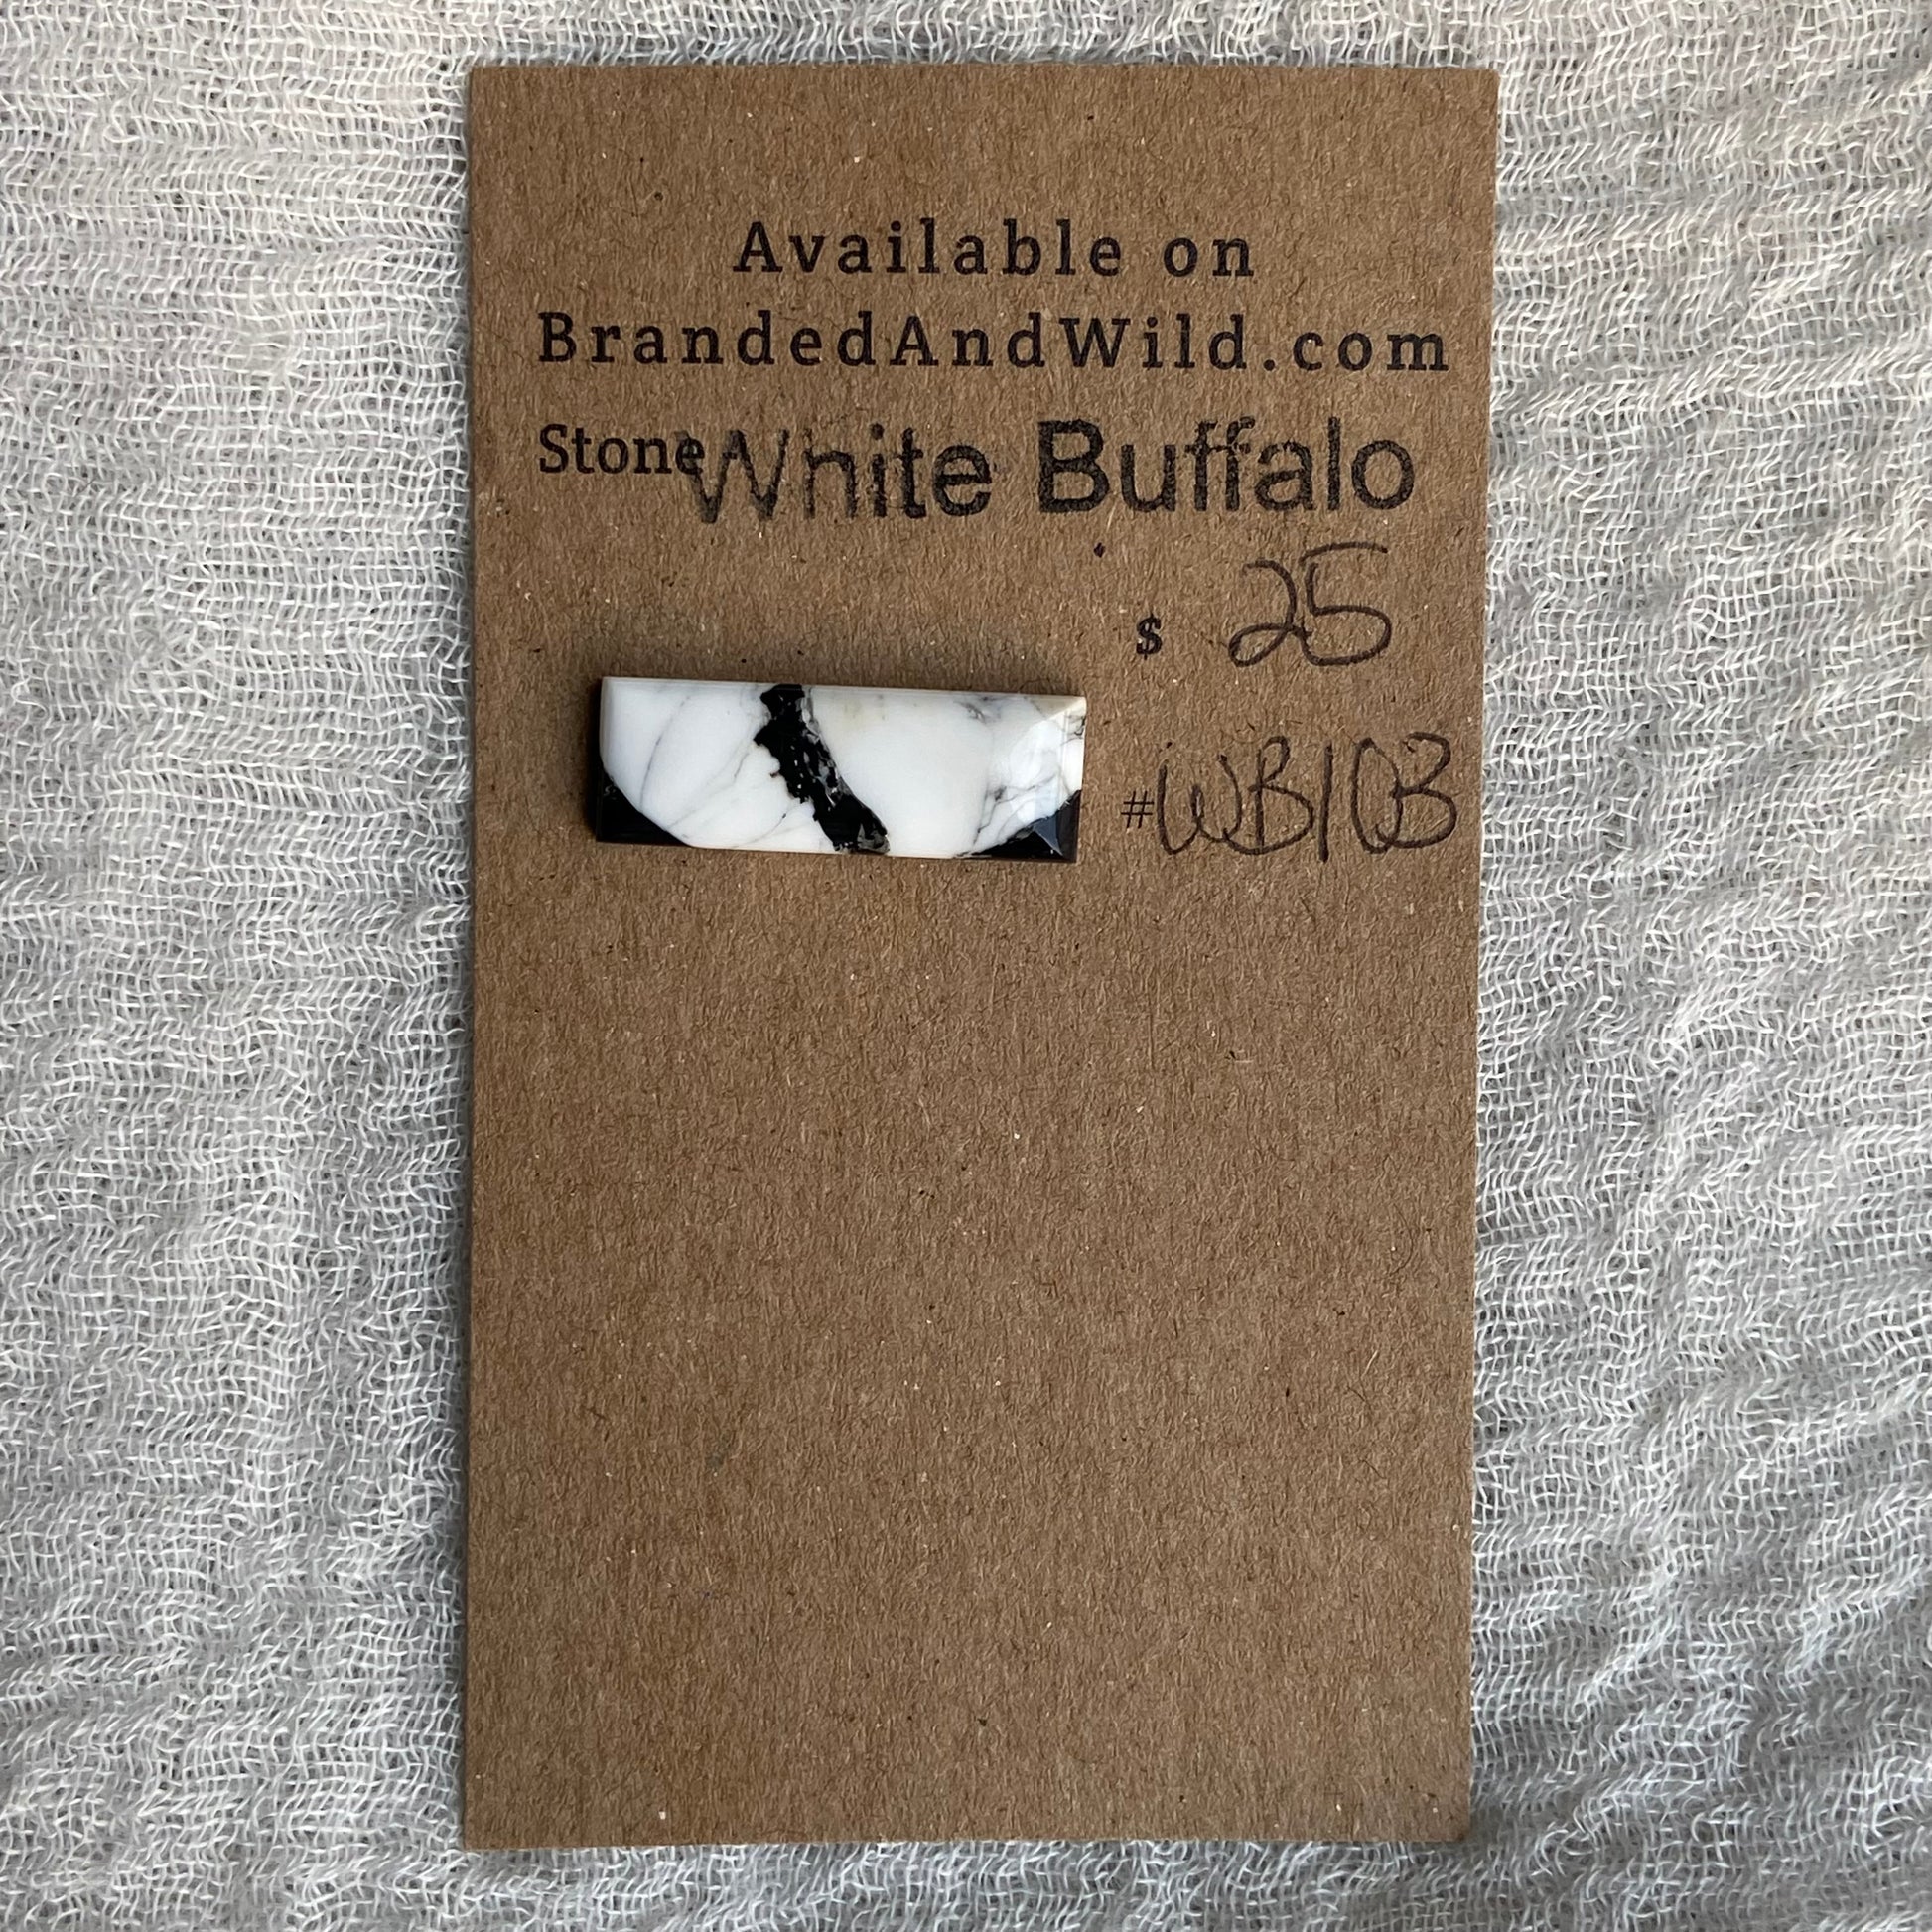 Available on
BrandedAndWild.com
Stone White Buffalo
$ 25
#WB103